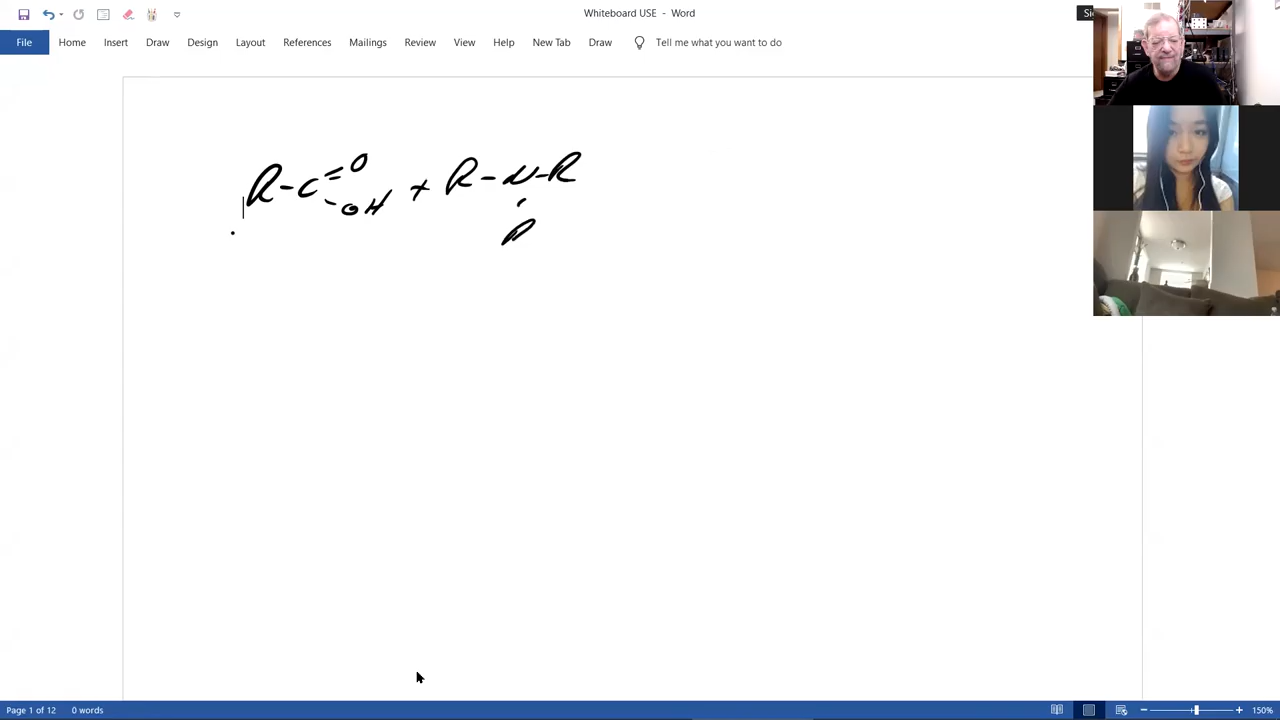 Whiteboard USE - Word
File Home Insert Draw Design Layout References Mailings Review View Help New Tab Draw Tell me what you want to do
R-C=O + R-N-R
-OH
Page 1 of 12 0 words 150%